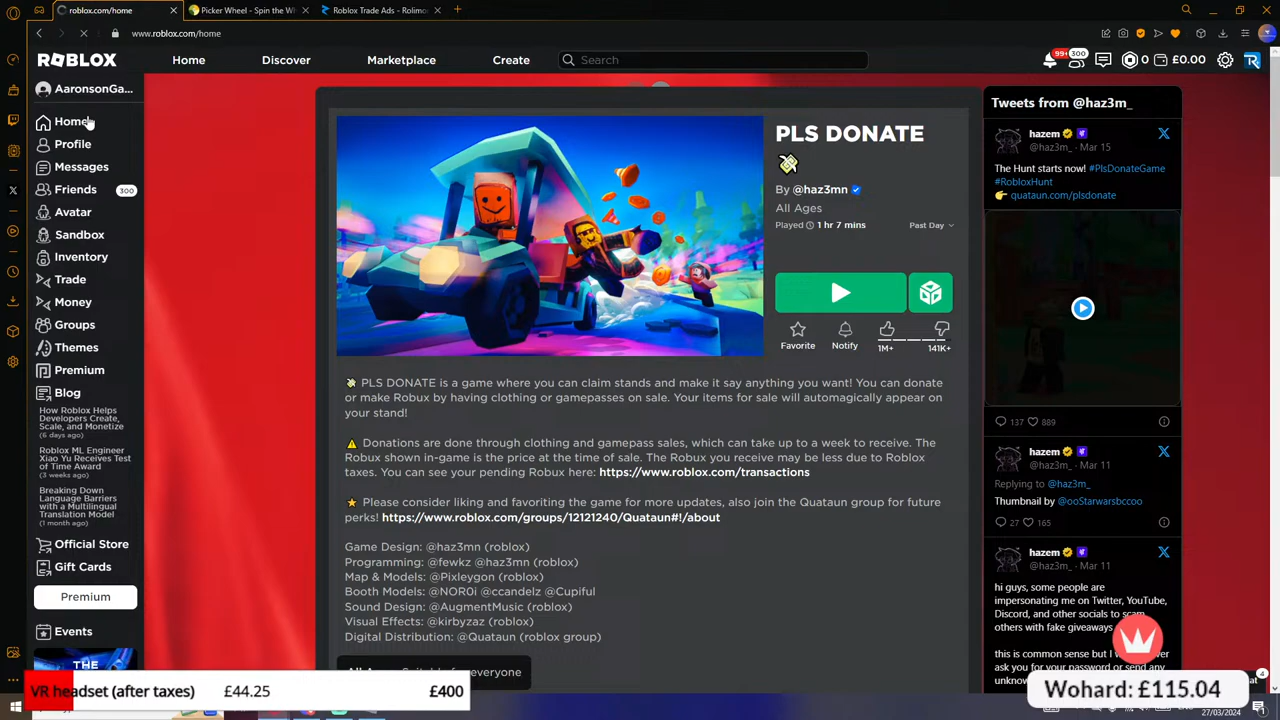 roblox.com/home
Picker Wheel - Spin the Wh
Roblox Trade Ads - Rolimo
www.roblox.com/home
ROBLOX
Home
Discover
Marketplace
Create
Search
99+
300
0
£0.00
AaronsonGa...
Home
Profile
Messages
Friends
300
Avatar
Sandbox
Inventory
Trade
Money
Groups
Themes
Premium
Blog
How Roblox Helps
Developers Create,
Scale, and Monetize
(6 days ago)
Roblox ML Engineer
Xiao Yu Receives Test
of Time Award
(3 weeks ago)
Breaking Down
Language Barriers
with a Multilingual
Translation Model
(1 month ago)
Official Store
Gift Cards
Premium
Events
THE
PLS DONATE
By @haz3mn
All Ages
Played 1 hr 7 mins
Past Day
Favorite
Notify
1M+
141K+
PLS DONATE is a game where you can claim stands and make it say anything you want! You can donate
or make Robux by having clothing or gamepasses on sale. Your items for sale will automagically appear on
your stand!
Donations are done through clothing and gamepass sales, which can take up to a week to receive. The
Robux shown in-game is the price at the time of sale. The Robux you receive may be less due to Roblox
taxes. You can see your pending Robux here: https://www.roblox.com/transactions
Please consider liking and favoriting the game for more updates, also join the Quataun group for future
perks! https://www.roblox.com/groups/12121240/Quataun#!/about
Game Design: @haz3mn (roblox)
Programming: @fewkz @haz3mn (roblox)
Map & Models: @Pixleygon (roblox)
Booth Models: @NOR0i @ccandelz @Cupiful
Sound Design: @AugmentMusic (roblox)
Visual Effects: @kirbyzaz (roblox)
Digital Distribution: @Quataun (roblox group)
everyone
Tweets from @haz3m_
hazem
@haz3m_ · Mar 15
The Hunt starts now! #PlsDonateGame
#RobloxHunt
quataun.com/plsdonate
137
889
hazem
@haz3m_ · Mar 11
Replying to @haz3m_
Thumbnail by @ooStarwarsbccoo
27
165
hazem
@haz3m_ · Mar 11
hi guys, some people are
impersonating me on Twitter, YouTube,
Discord, and other socials to scam
others with fake giveaways
this is common sense but I
ever
ask you for your password or send any
VR headset (after taxes)
£44.25
£400
Wohard: £115.04
4
27/03/2024
1